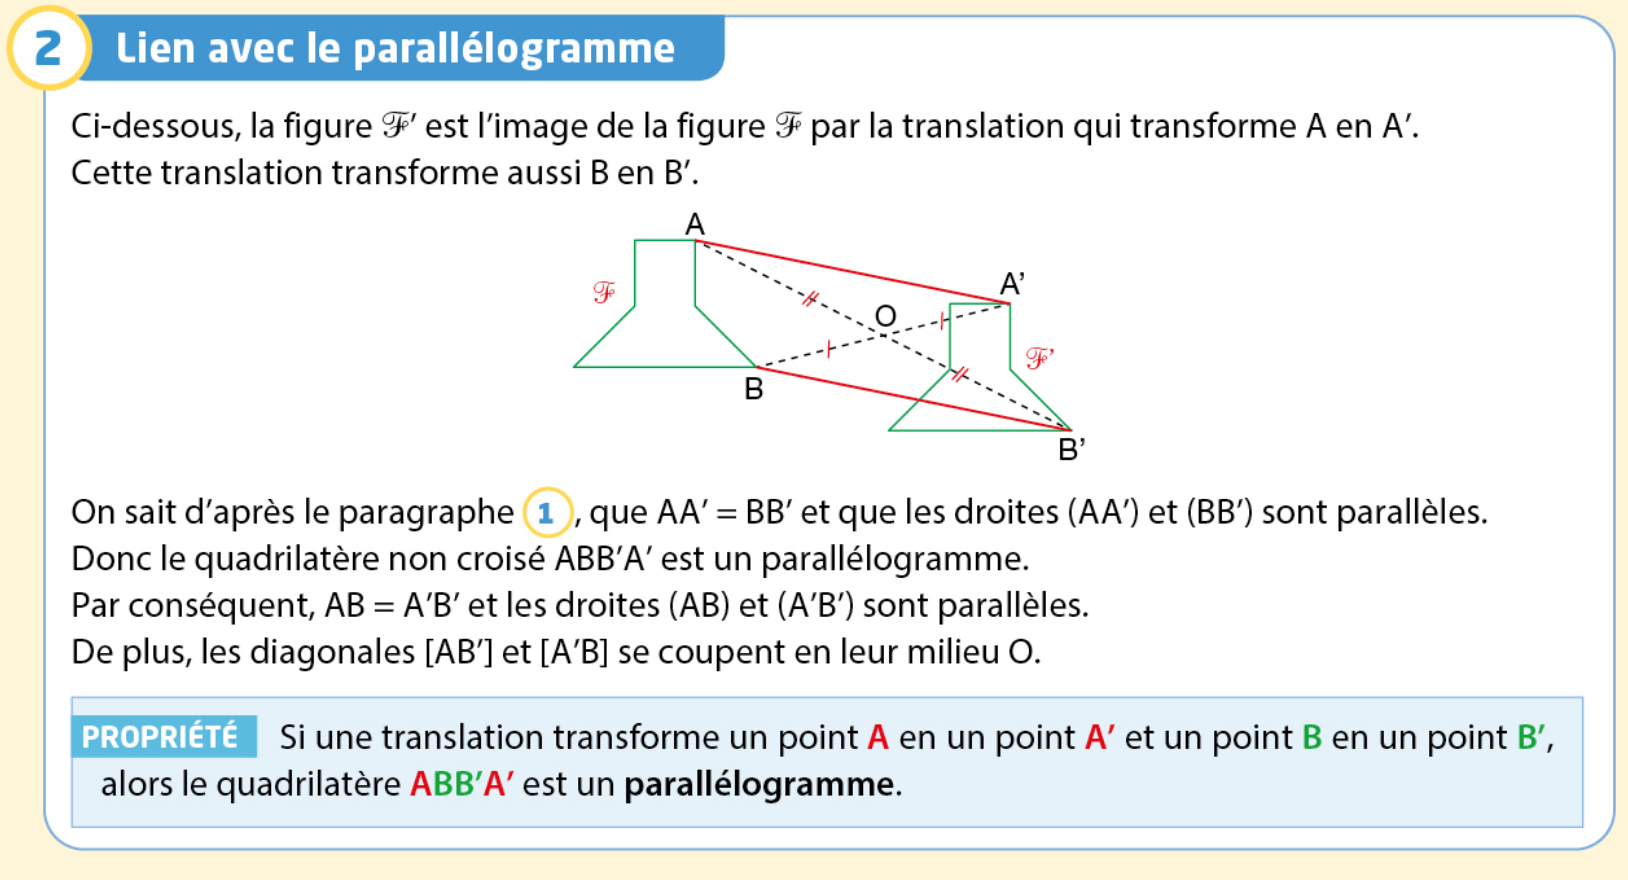 2 Lien avec le parallélogramme
Ci-dessous, la figure ℱ′ est l’image de la figure ℱ par la translation qui transforme A en A′.
Cette translation transforme aussi B en B′.
A
A’
ℱ
O
ℱ’
B
B’
On sait d’après le paragraphe 1, que AA′ = BB′ et que les droites (AA′) et (BB′) sont parallèles.
Donc le quadrilatère non croisé ABB′A′ est un parallélogramme.
Par conséquent, AB = A′B′ et les droites (AB) et (A′B′) sont parallèles.
De plus, les diagonales [AB′] et [A′B] se coupent en leur milieu O.
PROPRIÉTÉ Si une translation transforme un point A en un point A′ et un point B en un point B′,
alors le quadrilatère ABB′A′ est un parallélogramme.